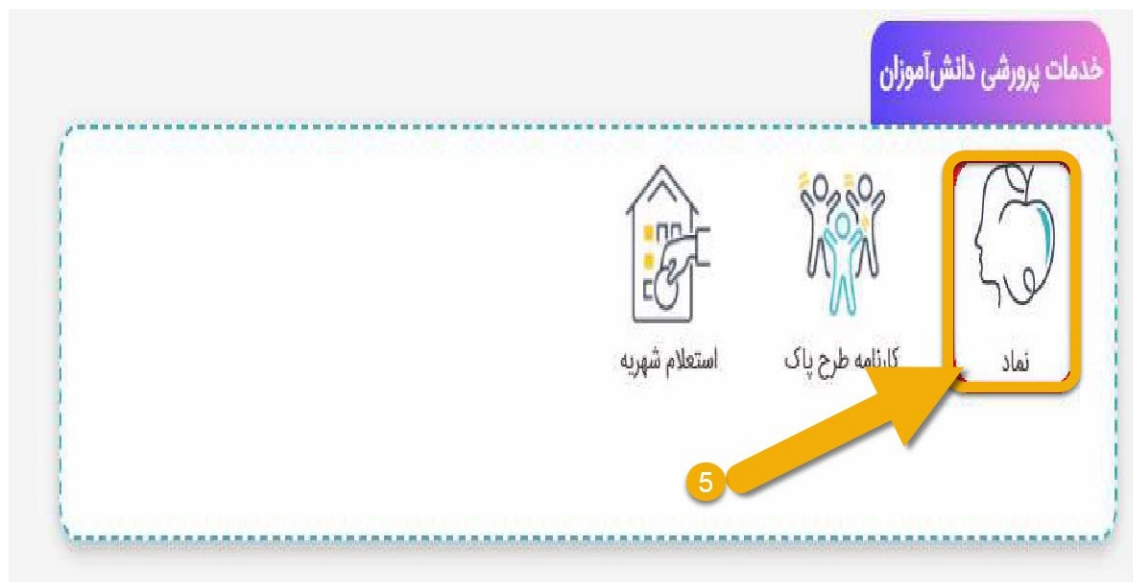 خدمات پرورشی دانش‌آموزان
نماد
کارنامه طرح پاک
استعلام شهریه
5